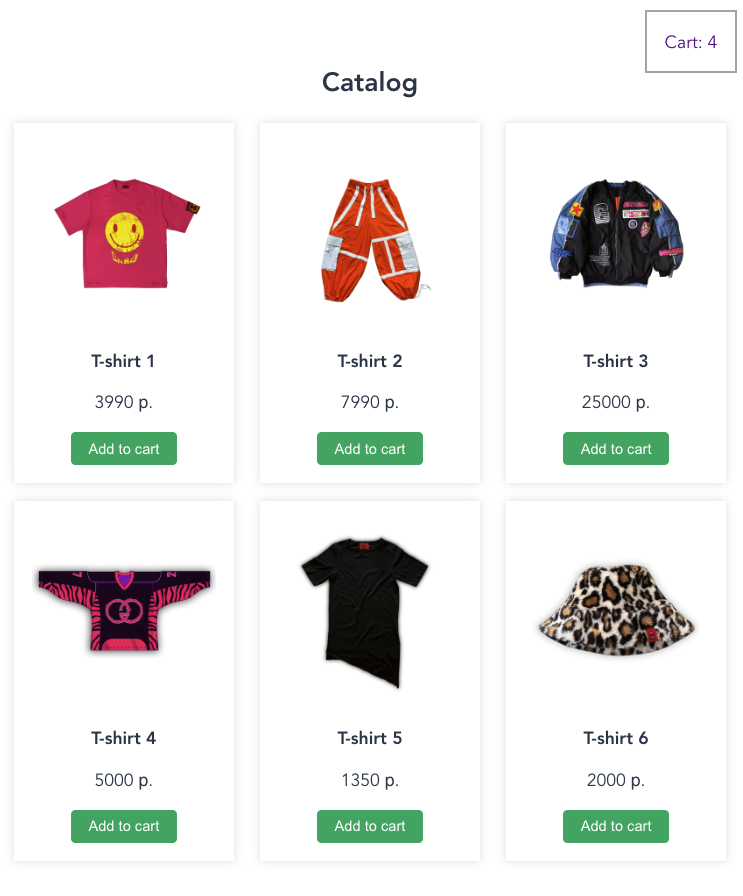 Cart: 4
Catalog
T-shirt 1
3990 р.
Add to cart
T-shirt 2
7990 р.
Add to cart
T-shirt 3
25000 р.
Add to cart
T-shirt 4
5000 р.
Add to cart
T-shirt 5
1350 р.
Add to cart
T-shirt 6
2000 р.
Add to cart